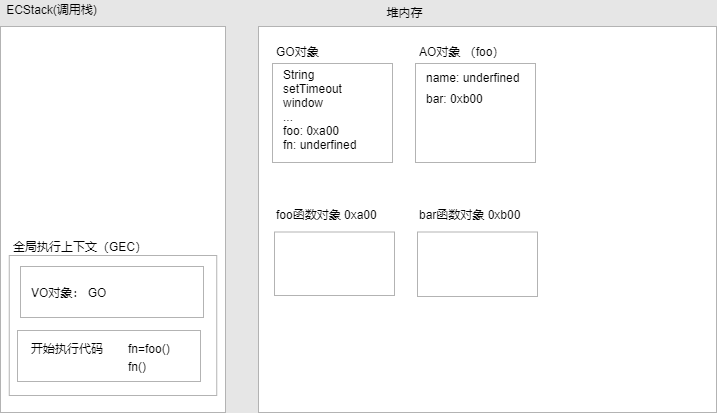 ECStack(调用栈)
堆内存
GO对象
String
setTimeout
window
...
foo: 0xa00
fn: underfined
AO对象 （foo）
name: underfined
bar: 0xb00
foo函数对象 0xa00
bar函数对象 0xb00
全局执行上下文（GEC）
VO对象： GO
开始执行代码 fn=foo()
fn()